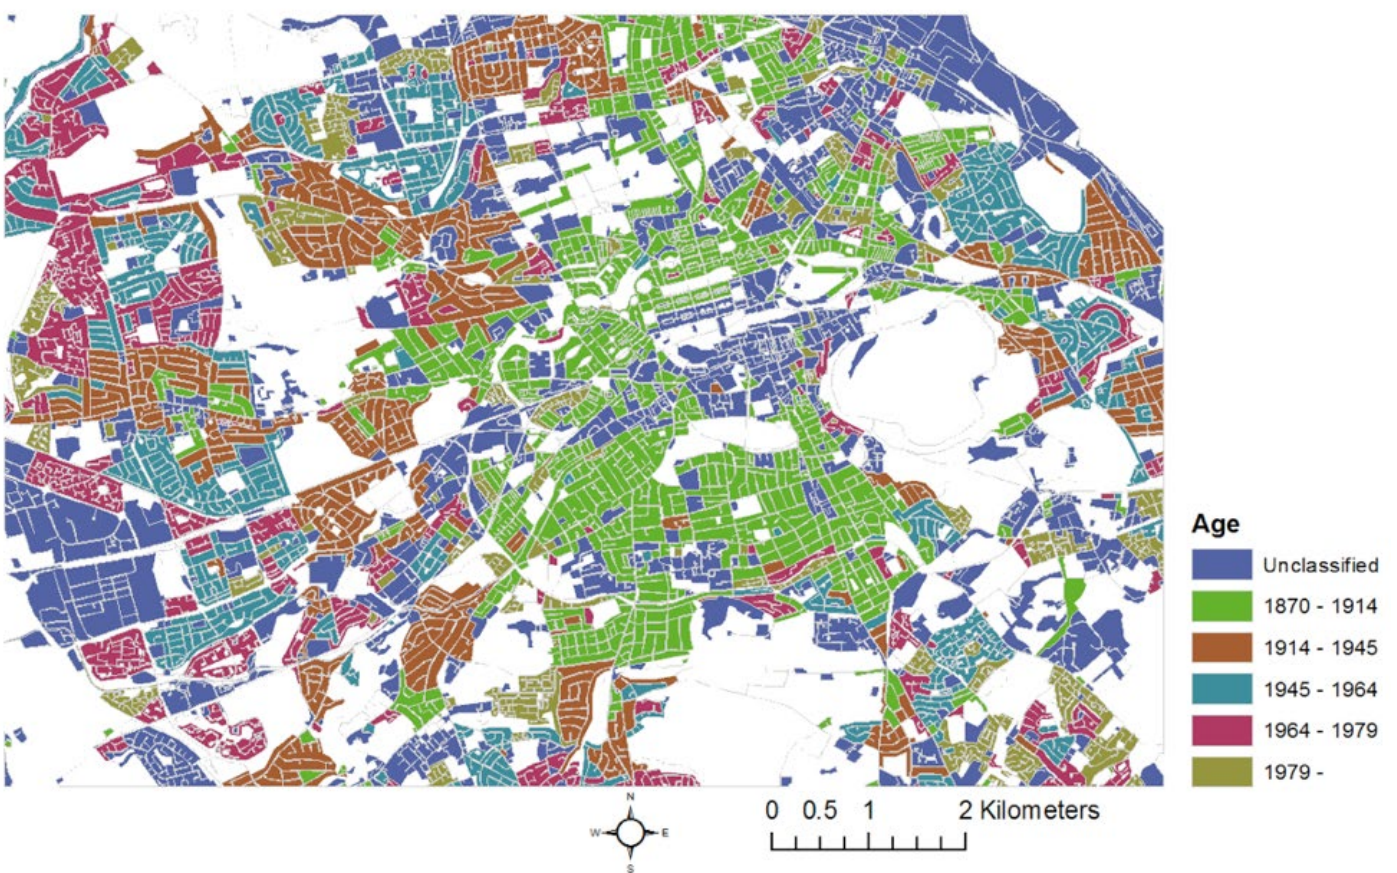 Age
Unclassified
1870 - 1914
1914 - 1945
1945 - 1964
1964 - 1979
1979 -
N
W E
S
0 0.5 1 2 Kilometers